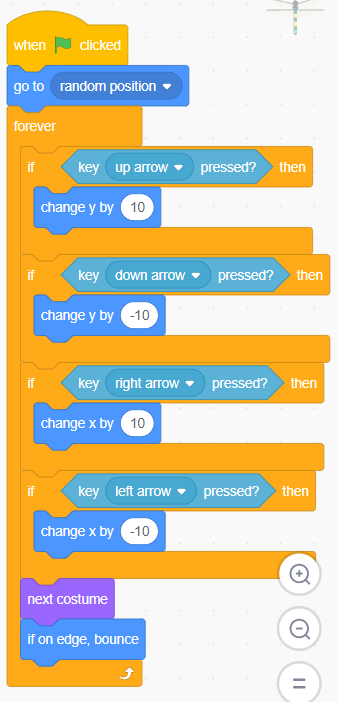 when clicked
go to random position
forever
if key up arrow pressed? then
change y by 10
if key down arrow pressed? then
change y by -10
if key right arrow pressed? then
change x by 10
if key left arrow pressed? then
change x by -10
next costume
if on edge, bounce